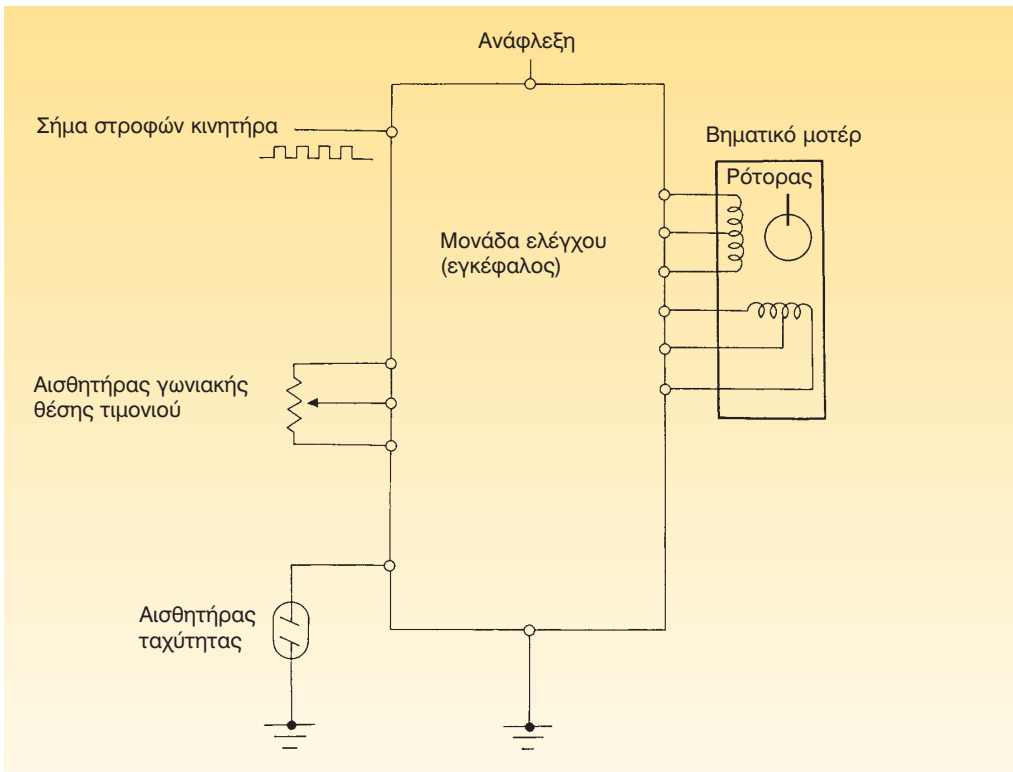 Ανάφλεξη
Σήμα στροφών κινητήρα
Βηματικό μοτέρ
Ρότορας
Μονάδα ελέγχου
(εγκέφαλος)
Αισθητήρας γωνιακής
θέσης τιμονιού
Αισθητήρας
ταχύτητας